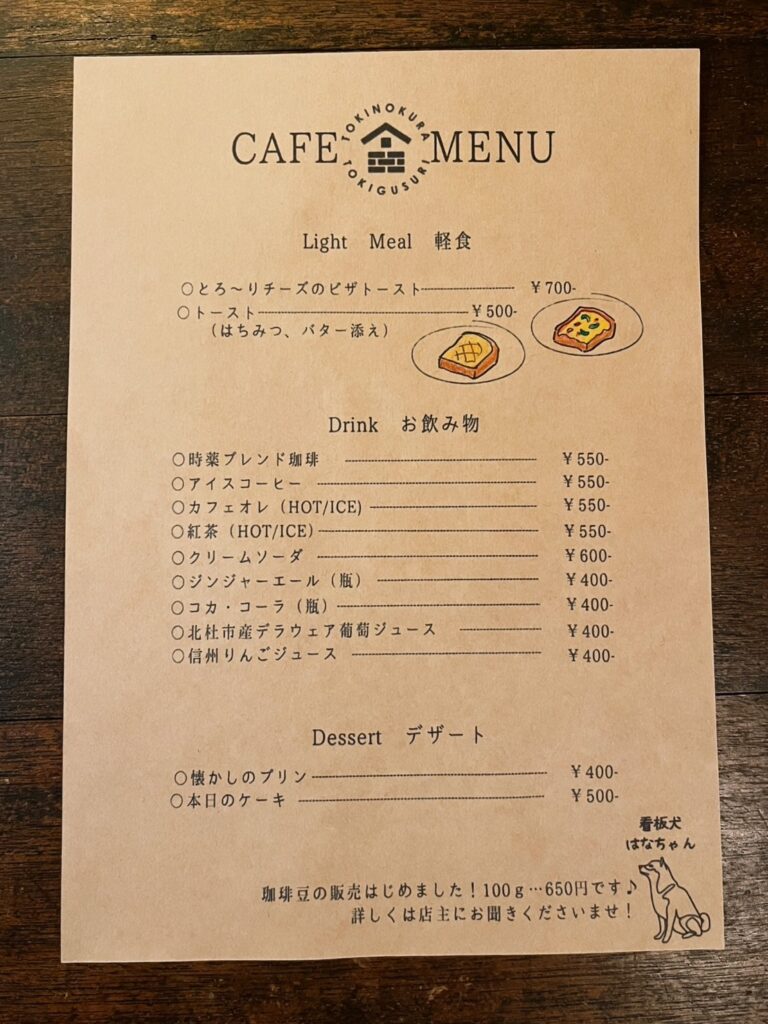 CAFE MENU
TOKINOKURA
TOKIGUSURI
Light Meal 軽食
○とろ～りチーズのピザトースト ￥700-
○トースト ￥500-
（はちみつ、バター添え）
Drink お飲み物
○時薬ブレンド珈琲 ￥550-
○アイスコーヒー ￥550-
○カフェオレ（HOT/ICE) ￥550-
○紅茶（HOT/ICE) ￥550-
○クリームソーダ ￥600-
○ジンジャーエール（瓶） ￥400-
○コカ・コーラ（瓶） ￥400-
○北杜市産デラウェア葡萄ジュース ￥400-
○信州りんごジュース ￥400-
Dessert デザート
○懐かしのプリン ￥400-
○本日のケーキ ￥500-
看板犬
はなちゃん
珈琲豆の販売はじめました！100ｇ…650円です♪
詳しくは店主にお聞きくださいませ！